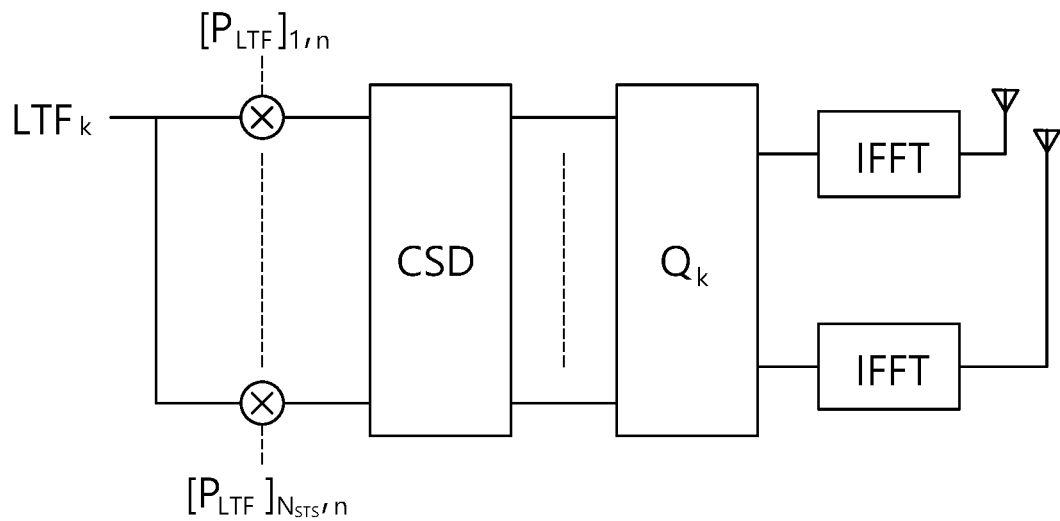 [P_LTF]_1,n
LTF_k
CSD
Q_k
IFFT
IFFT
[P_LTF]_N_STS,n